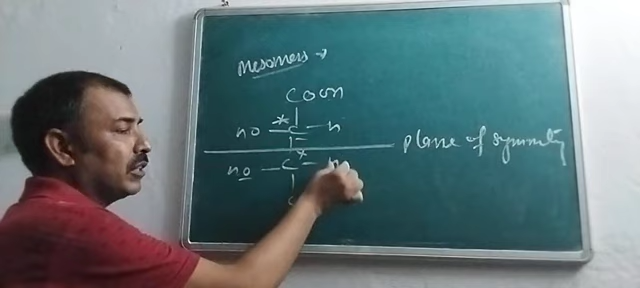 Mesomers →
COOH
HO *C H
plane of symmetry
HO C* H
C